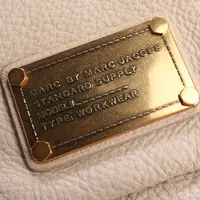 MARC BY MARC JACOBS
STANDARD SUPPLY
MODEL#
TYPE: WORKWEAR